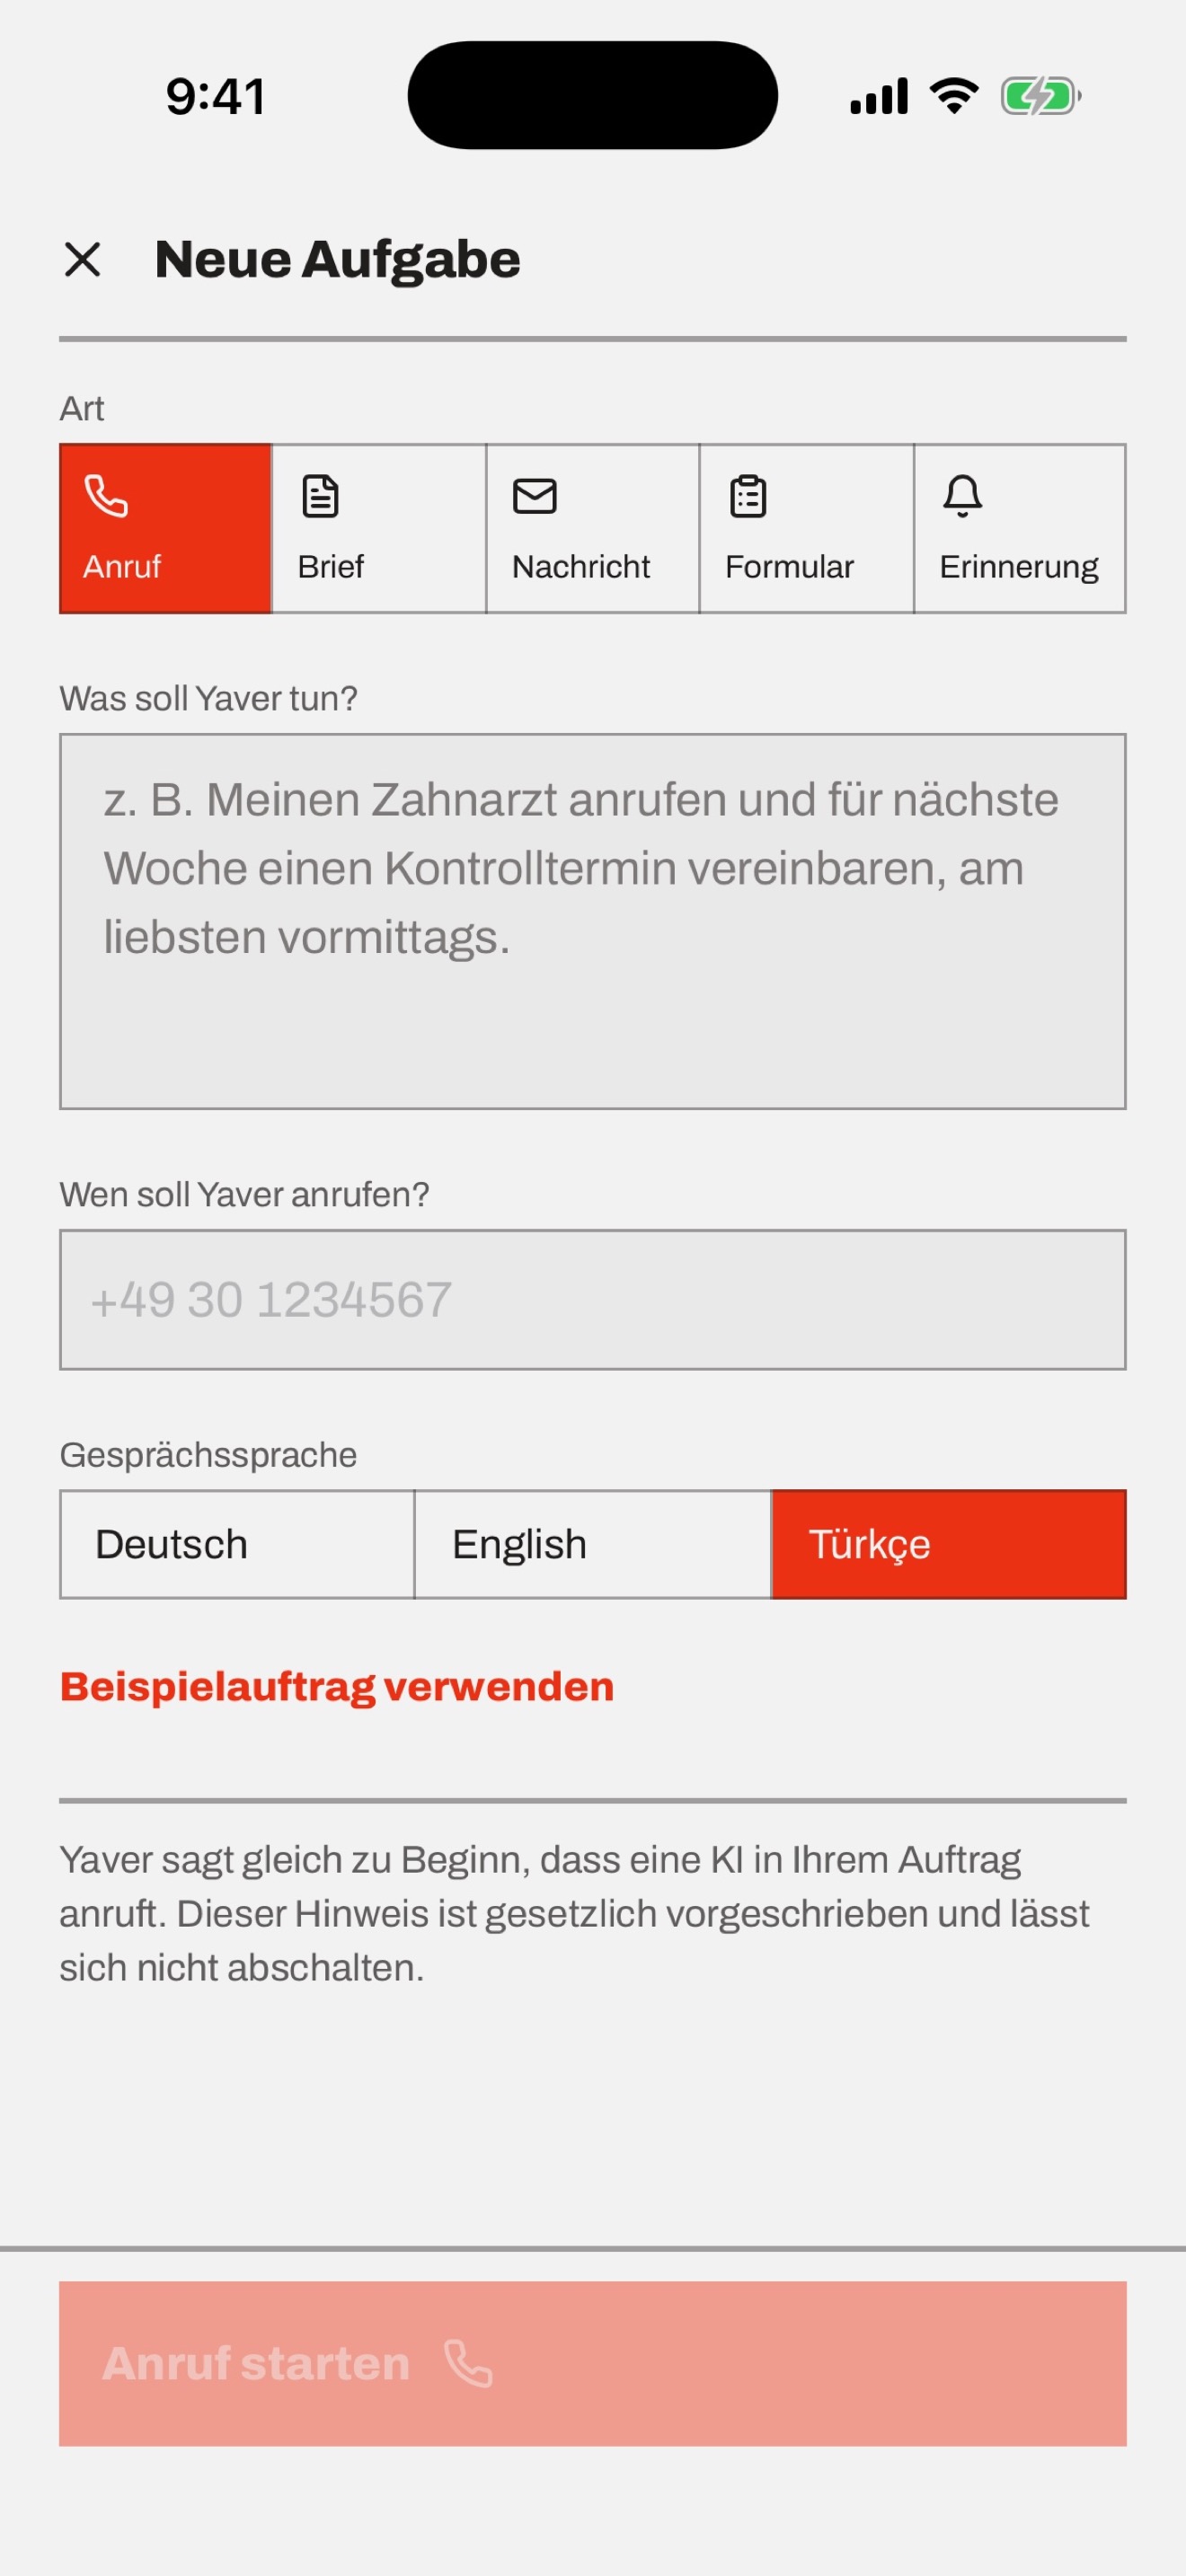 9:41
Neue Aufgabe
Art
Anruf
Brief
Nachricht
Formular
Erinnerung
Was soll Yaver tun?
z. B. Meinen Zahnarzt anrufen und für nächste
Woche einen Kontrolltermin vereinbaren, am
liebsten vormittags.
Wen soll Yaver anrufen?
+49 30 1234567
Gesprächssprache
Deutsch
English
Türkçe
Beispielauftrag verwenden
Yaver sagt gleich zu Beginn, dass eine KI in Ihrem Auftrag
anruft. Dieser Hinweis ist gesetzlich vorgeschrieben und lässt
sich nicht abschalten.
Anruf starten